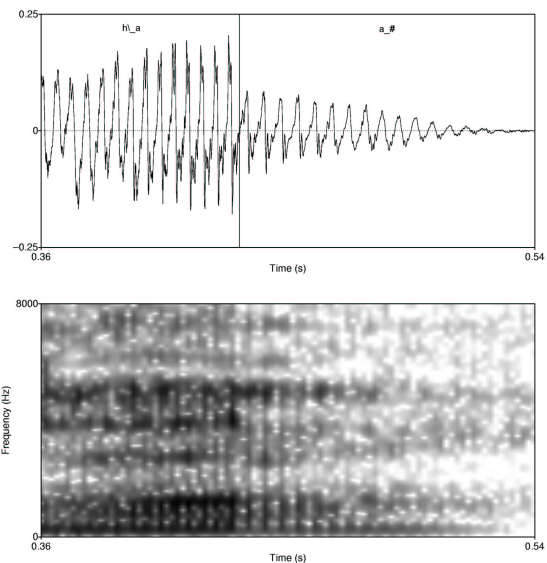 0.25
h\_a a_#
0
−0.25
0.36 0.54
Time (s)
8000
Frequency (Hz)
0
0.36 0.54
Time (s)